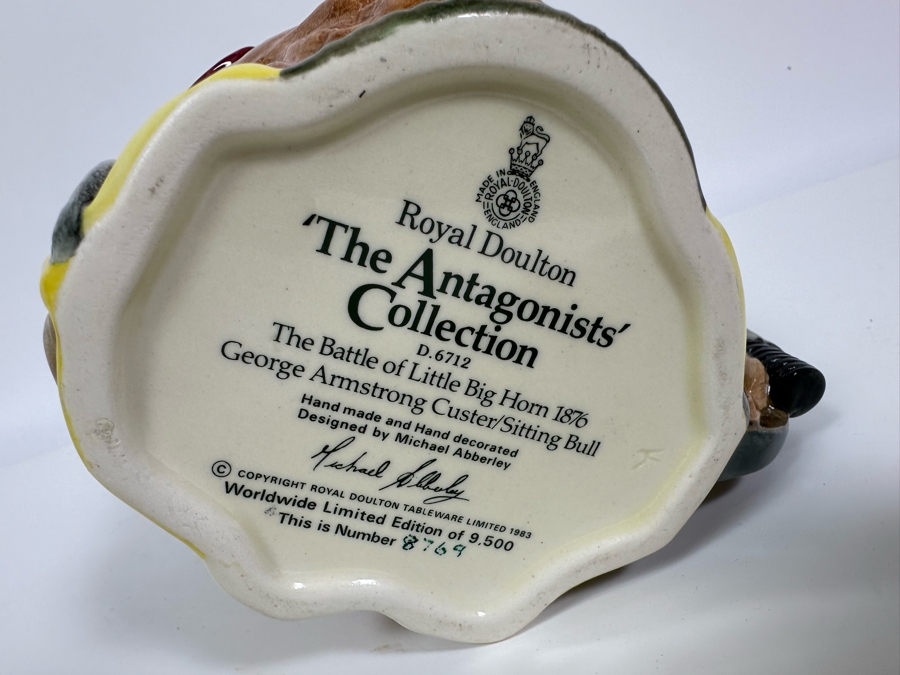 MADE IN ENGLAND
ROYAL·DOULTON
ENGLAND
Royal Doulton
'The Antagonists'
Collection
D.6712
The Battle of Little Big Horn 1876
George Armstrong Custer/Sitting Bull
Hand made and Hand decorated
Designed by Michael Abberley
Michael Abberley
© COPYRIGHT ROYAL DOULTON TABLEWARE LIMITED 1983
Worldwide Limited Edition of 9,500
This is Number 8769